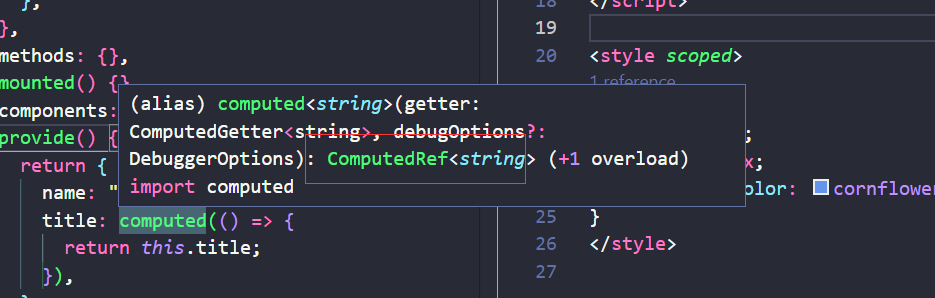 },
},
methods: {},
mounted() {}
components:
provide() {
return {
name: "
title: computed(() => {
return this.title;
}),
(alias) computed<string>(getter:
ComputedGetter<string>, debugOptions?:
DebuggerOptions): ComputedRef<string> (+1 overload)
import computed
18 </script>
19
20 <style scoped>
1 reference
;
x;
olor: cornflower
25 }
26 </style>
27